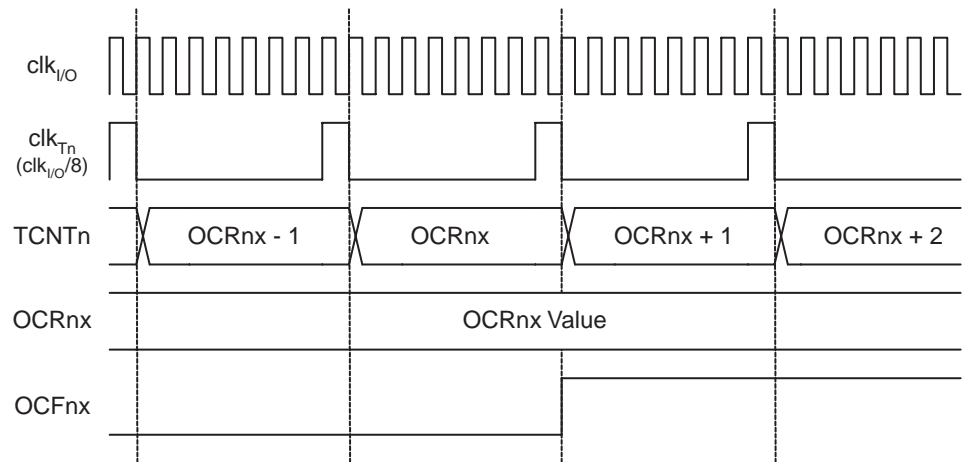 clkI/O
clkTn
(clkI/O/8)
TCNTn OCRnx - 1 OCRnx OCRnx + 1 OCRnx + 2
OCRnx OCRnx Value
OCFnx